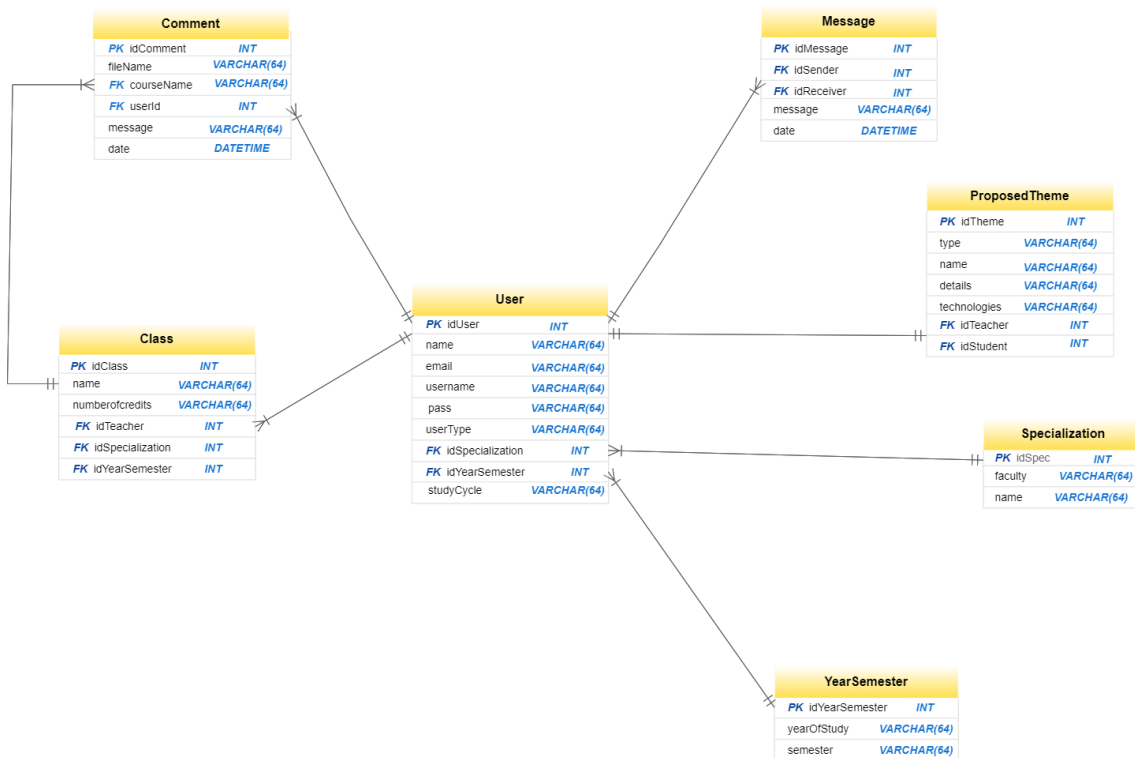 Comment
PK idComment INT
fileName VARCHAR(64)
FK courseName VARCHAR(64)
FK userId INT
message VARCHAR(64)
date DATETIME
Message
PK idMessage INT
FK idSender INT
FK idReceiver INT
message VARCHAR(64)
date DATETIME
ProposedTheme
PK idTheme INT
type VARCHAR(64)
name VARCHAR(64)
details VARCHAR(64)
technologies VARCHAR(64)
FK idTeacher INT
FK idStudent INT
User
PK idUser INT
name VARCHAR(64)
email VARCHAR(64)
username VARCHAR(64)
pass VARCHAR(64)
userType VARCHAR(64)
FK idSpecialization INT
FK idYearSemester INT
studyCycle VARCHAR(64)
Class
PK idClass INT
name VARCHAR(64)
numberofcredits VARCHAR(64)
FK idTeacher INT
FK idSpecialization INT
FK idYearSemester INT
Specialization
PK idSpec INT
faculty VARCHAR(64)
name VARCHAR(64)
YearSemester
PK idYearSemester INT
yearOfStudy VARCHAR(64)
semester VARCHAR(64)